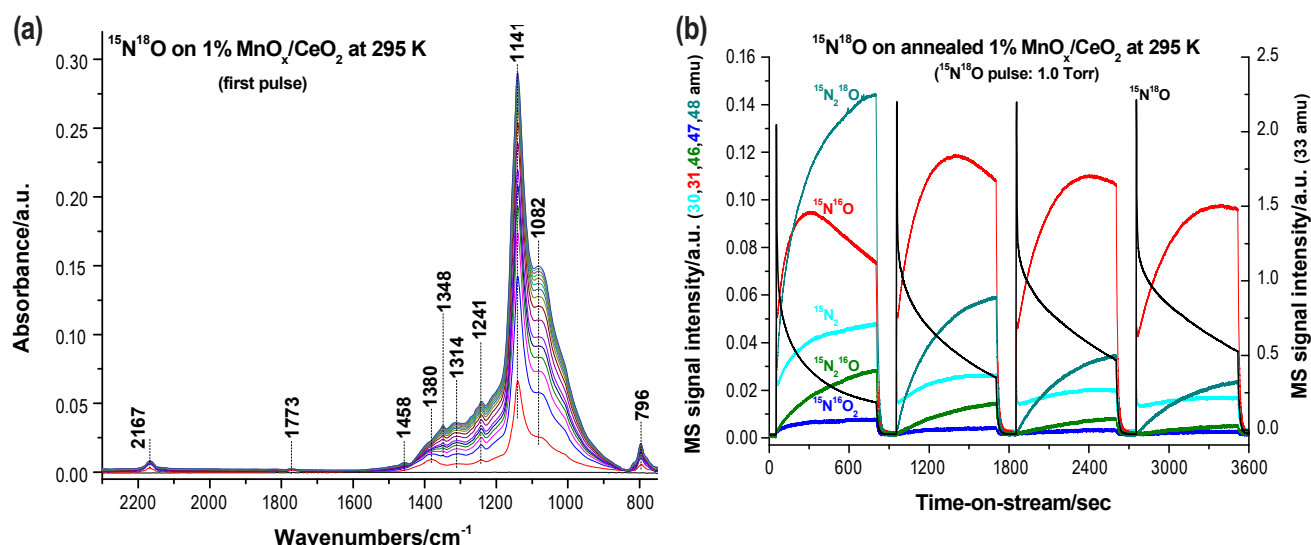 (a)
¹⁵N¹⁸O on 1% MnOₓ/CeO₂ at 295 K
(first pulse)
Absorbance/a.u.
0.30
0.25
0.20
0.15
0.10
0.05
0.00
2167
1773
1458
1380
1348
1314
1241
1141
1082
796
2200 2000 1800 1600 1400 1200 1000 800
Wavenumbers/cm⁻¹
(b)
¹⁵N¹⁸O on annealed 1% MnOₓ/CeO₂ at 295 K
(¹⁵N¹⁸O pulse: 1.0 Torr)
MS signal intensity/a.u. (30,31,46,47,48 amu)
0.16
0.14
0.12
0.10
0.08
0.06
0.04
0.02
0.00
¹⁵N₂¹⁸O
¹⁵N¹⁸O
¹⁵N¹⁶O
¹⁵N₂
¹⁵N₂¹⁶O
¹⁵N¹⁶O₂
2.5
2.0
1.5
1.0
0.5
0.0
MS signal intensity/a.u. (33 amu)
0 600 1200 1800 2400 3000 3600
Time-on-stream/sec